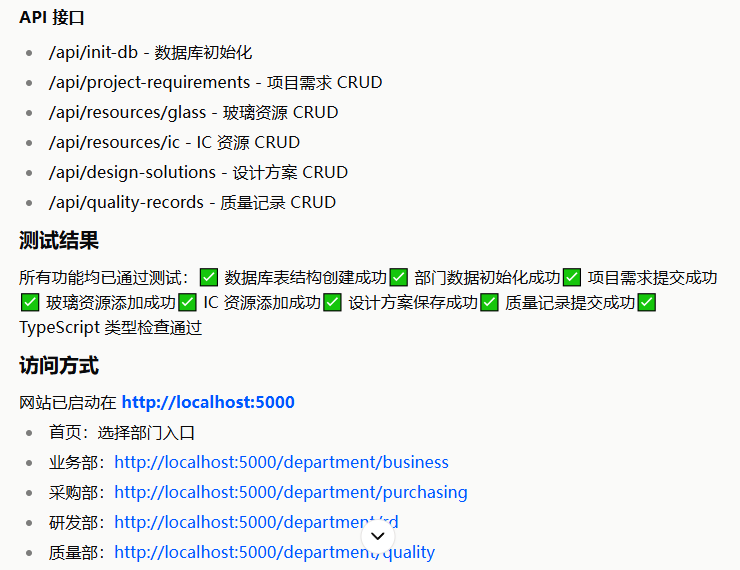 API 接口
/api/init-db - 数据库初始化
/api/project-requirements - 项目需求 CRUD
/api/resources/glass - 玻璃资源 CRUD
/api/resources/ic - IC 资源 CRUD
/api/design-solutions - 设计方案 CRUD
/api/quality-records - 质量记录 CRUD
测试结果
所有功能均已通过测试：✅ 数据库表结构创建成功✅ 部门数据初始化成功✅ 项目需求提交成功
✅ 玻璃资源添加成功✅ IC 资源添加成功✅ 设计方案保存成功✅ 质量记录提交成功✅
TypeScript 类型检查通过
访问方式
网站已启动在 http://localhost:5000
首页：选择部门入口
业务部：http://localhost:5000/department/business
采购部：http://localhost:5000/department/purchasing
研发部：http://localhost:5000/department/rd
质量部：http://localhost:5000/department/quality